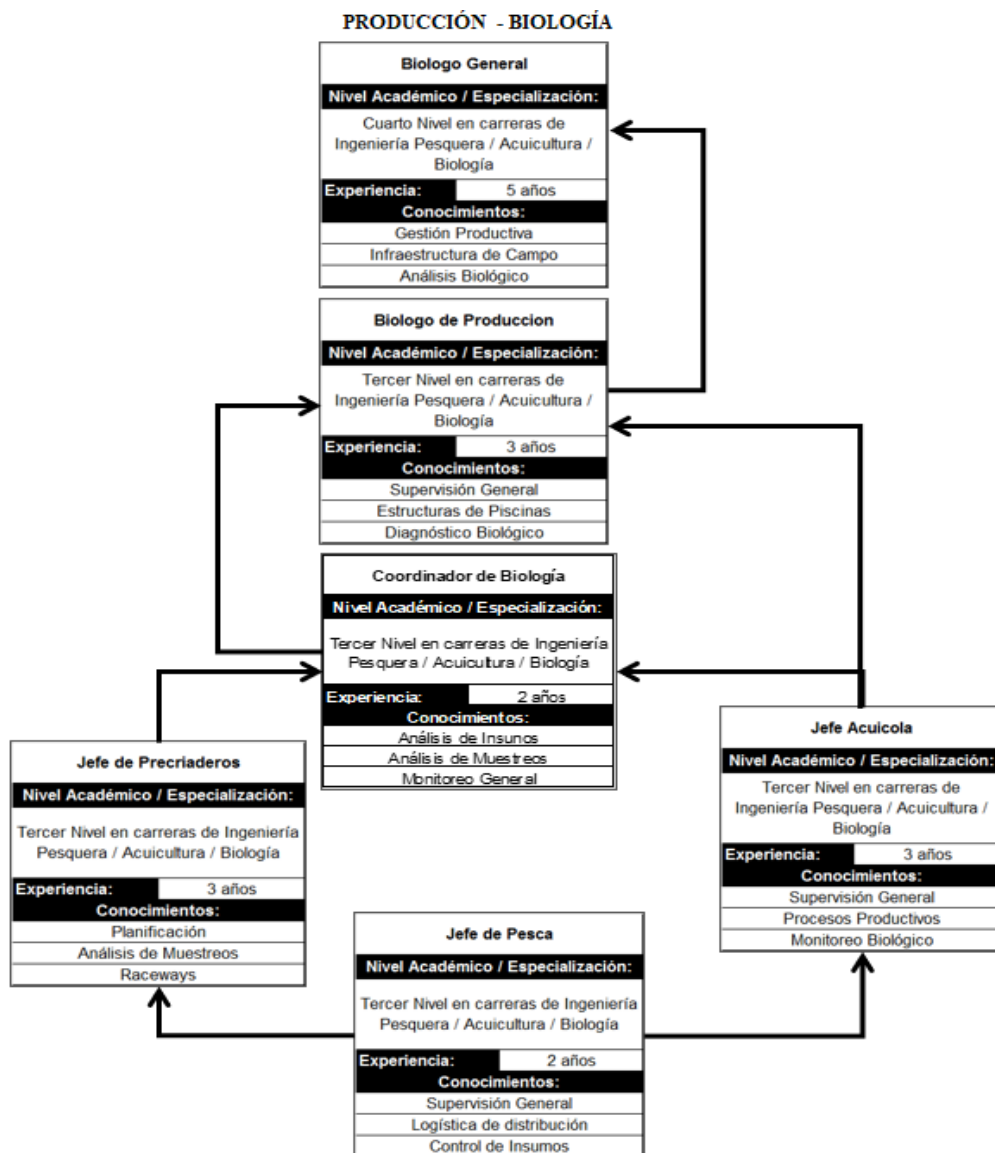 PRODUCCIÓN - BIOLOGÍA
Biologo General
Nivel Académico / Especialización:
Cuarto Nivel en carreras de
Ingeniería Pesquera / Acuicultura /
Biología
Experiencia: 5 años
Conocimientos:
Gestión Productiva
Infraestructura de Campo
Análisis Biológico
Biologo de Produccion
Nivel Académico / Especialización:
Tercer Nivel en carreras de
Ingeniería Pesquera / Acuicultura /
Biología
Experiencia: 3 años
Conocimientos:
Supervisión General
Estructuras de Piscinas
Diagnóstico Biológico
Coordinador de Biología
Nivel Académico / Especialización:
Tercer Nivel en carreras de Ingeniería
Pesquera / Acuicultura / Biología
Experiencia: 2 años
Conocimientos:
Análisis de Insunos
Análisis de Muestreos
Monitoreo General
Jefe de Precriaderos
Nivel Académico / Especialización:
Tercer Nivel en carreras de Ingeniería
Pesquera / Acuicultura / Biología
Experiencia: 3 años
Conocimientos:
Planificación
Análisis de Muestreos
Raceways
Jefe Acuicola
Nivel Académico / Especialización:
Tercer Nivel en carreras de
Ingeniería Pesquera / Acuicultura /
Biología
Experiencia: 3 años
Conocimientos:
Supervisión General
Procesos Productivos
Monitoreo Biológico
Jefe de Pesca
Nivel Académico / Especialización:
Tercer Nivel en carreras de Ingeniería
Pesquera / Acuicultura / Biología
Experiencia: 2 años
Conocimientos:
Supervisión General
Logística de distribución
Control de Insumos